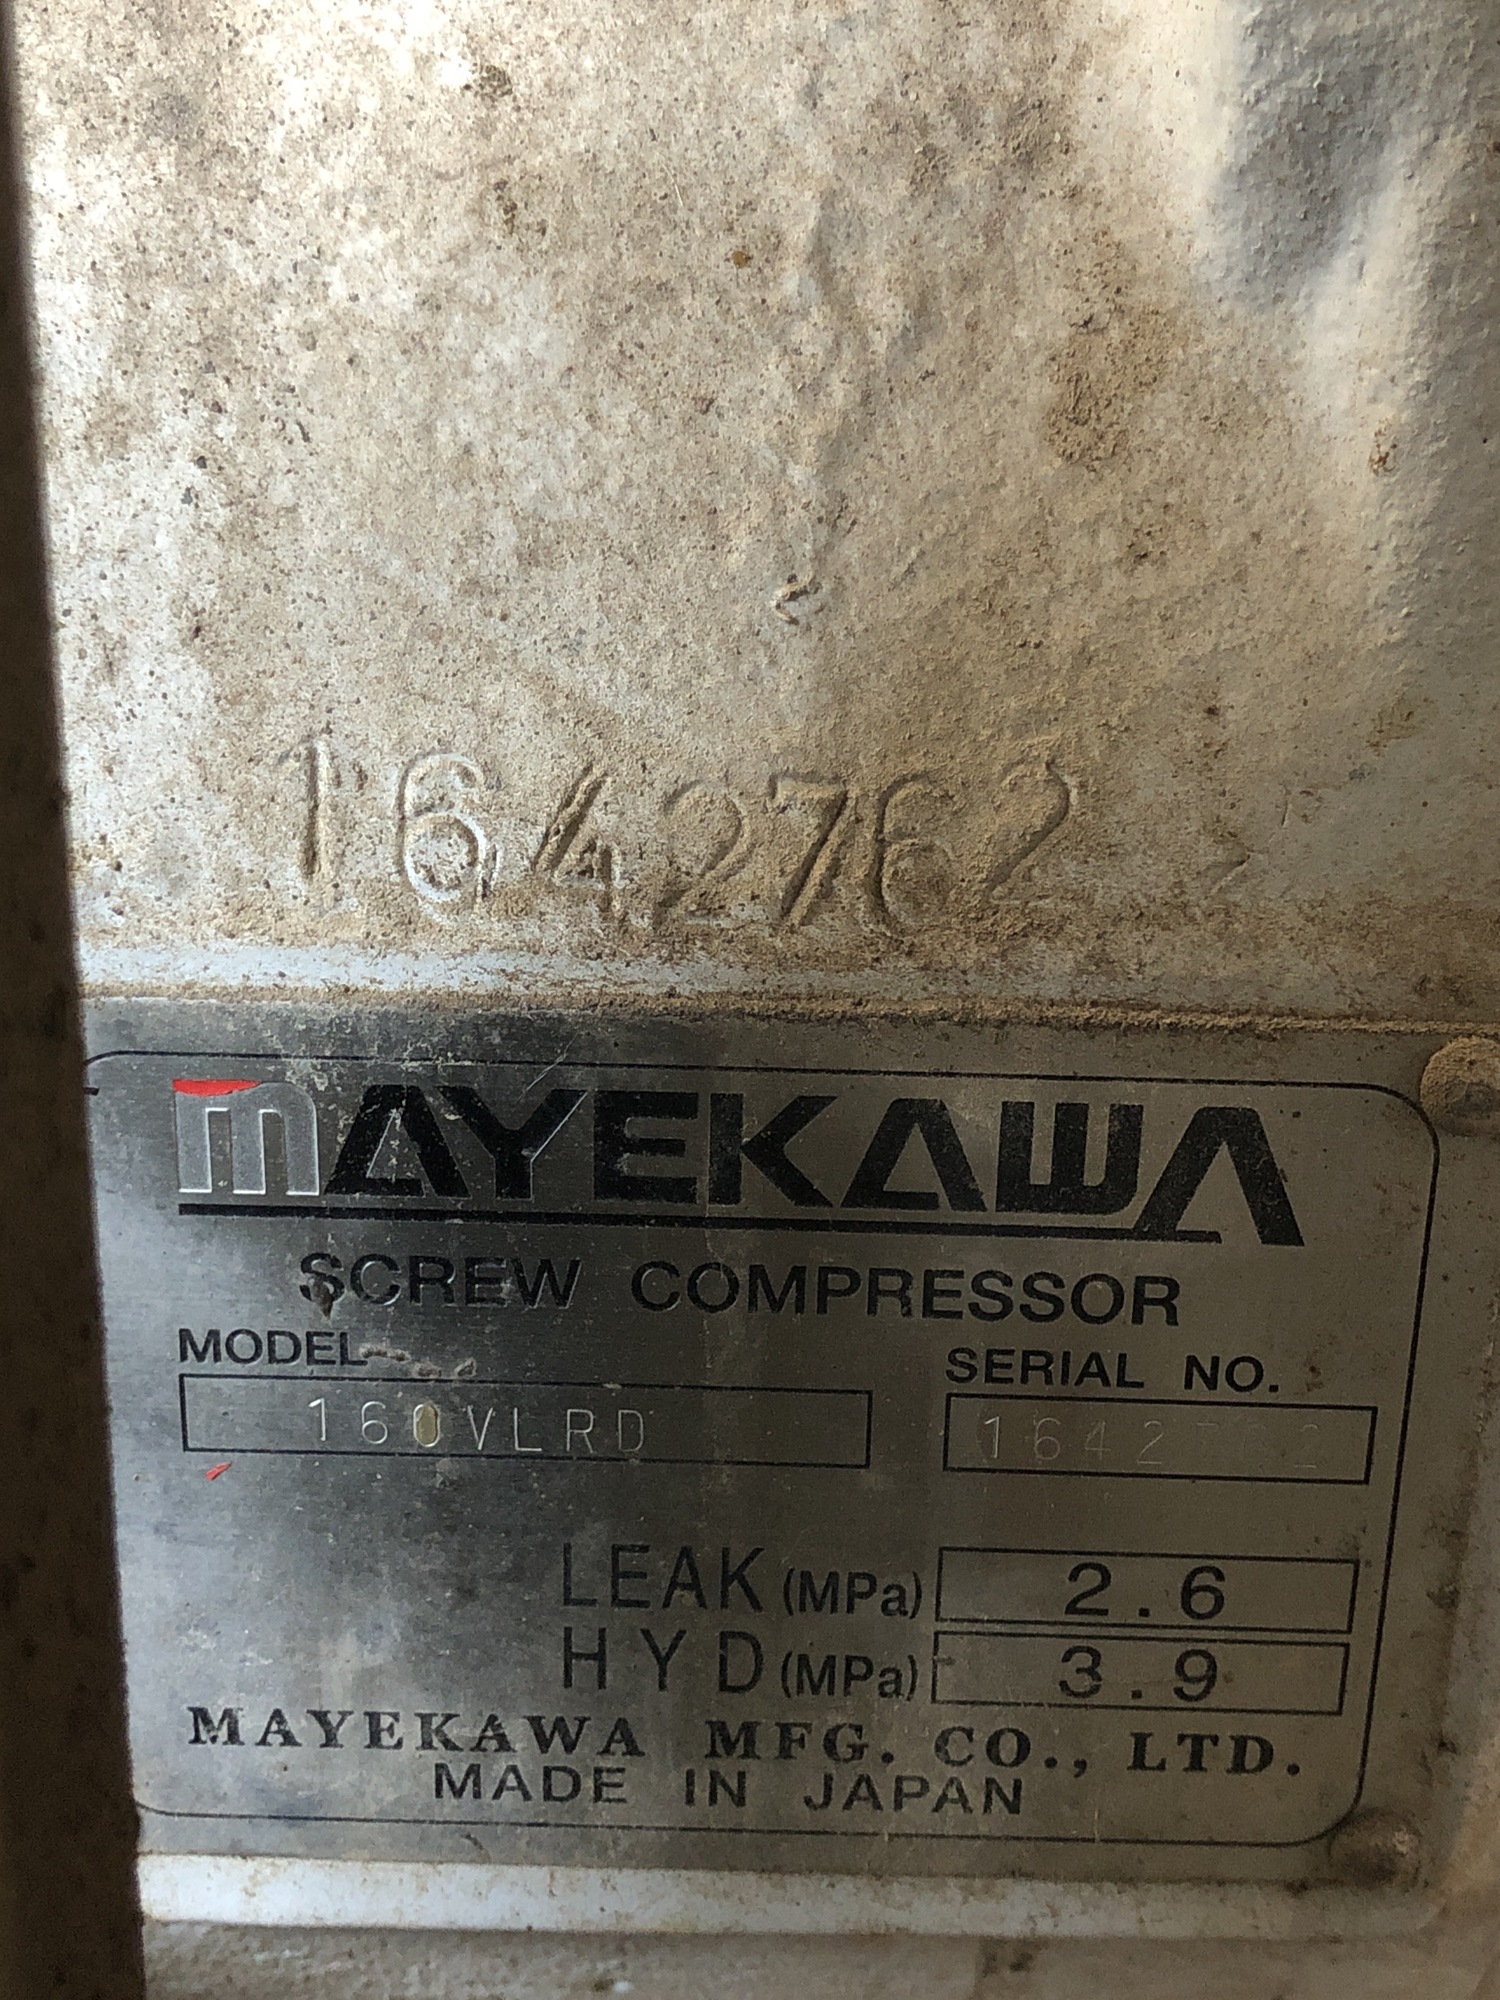 1642762
MAYEKAWA
SCREW COMPRESSOR
MODEL
SERIAL NO.
160VLRD
1642762
LEAK (MPa) 2.6
HYD (MPa) 3.9
MAYEKAWA MFG. CO., LTD.
MADE IN JAPAN